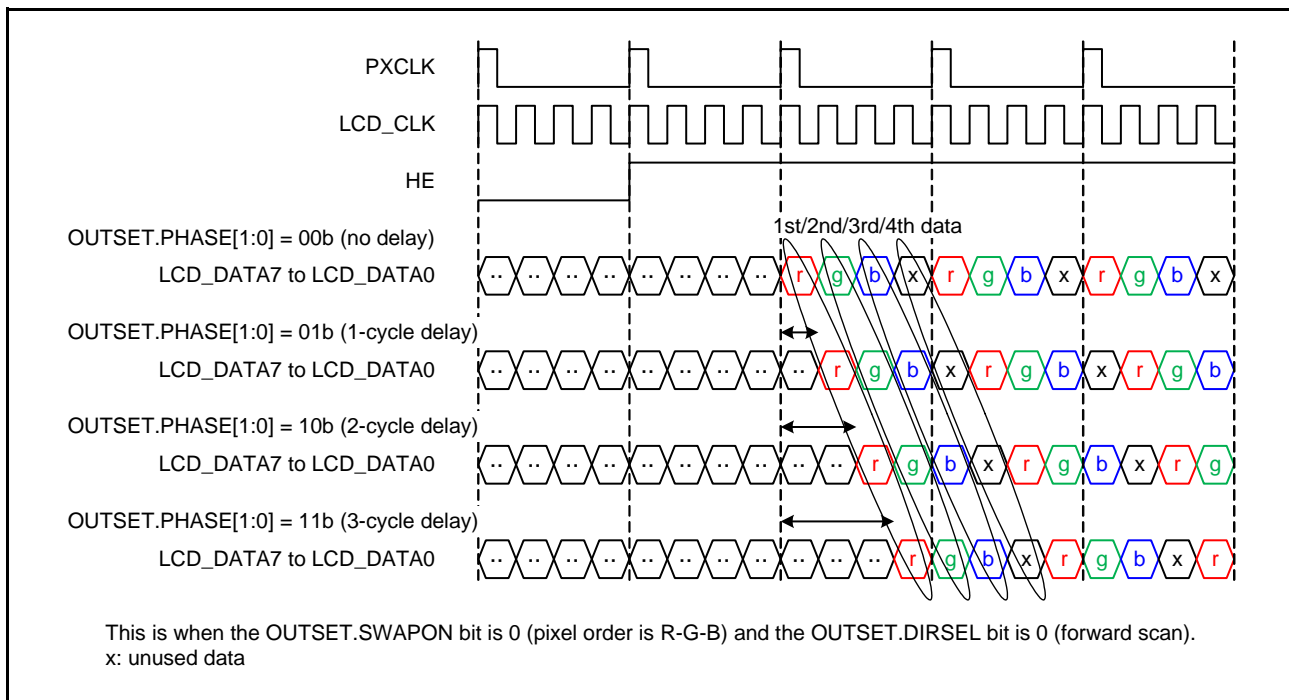 PXCLK
LCD_CLK
HE
1st/2nd/3rd/4th data
OUTSET.PHASE[1:0] = 00b (no delay)
LCD_DATA7 to LCD_DATA0 .. .. .. .. .. .. .. .. r g b x r g b x r g b x
OUTSET.PHASE[1:0] = 01b (1-cycle delay)
LCD_DATA7 to LCD_DATA0 .. .. .. .. .. .. .. .. .. r g b x r g b x r g b
OUTSET.PHASE[1:0] = 10b (2-cycle delay)
LCD_DATA7 to LCD_DATA0 .. .. .. .. .. .. .. .. .. .. r g b x r g b x r g
OUTSET.PHASE[1:0] = 11b (3-cycle delay)
LCD_DATA7 to LCD_DATA0 .. .. .. .. .. .. .. .. .. .. .. r g b x r g b x r
This is when the OUTSET.SWAPON bit is 0 (pixel order is R-G-B) and the OUTSET.DIRSEL bit is 0 (forward scan).
x: unused data